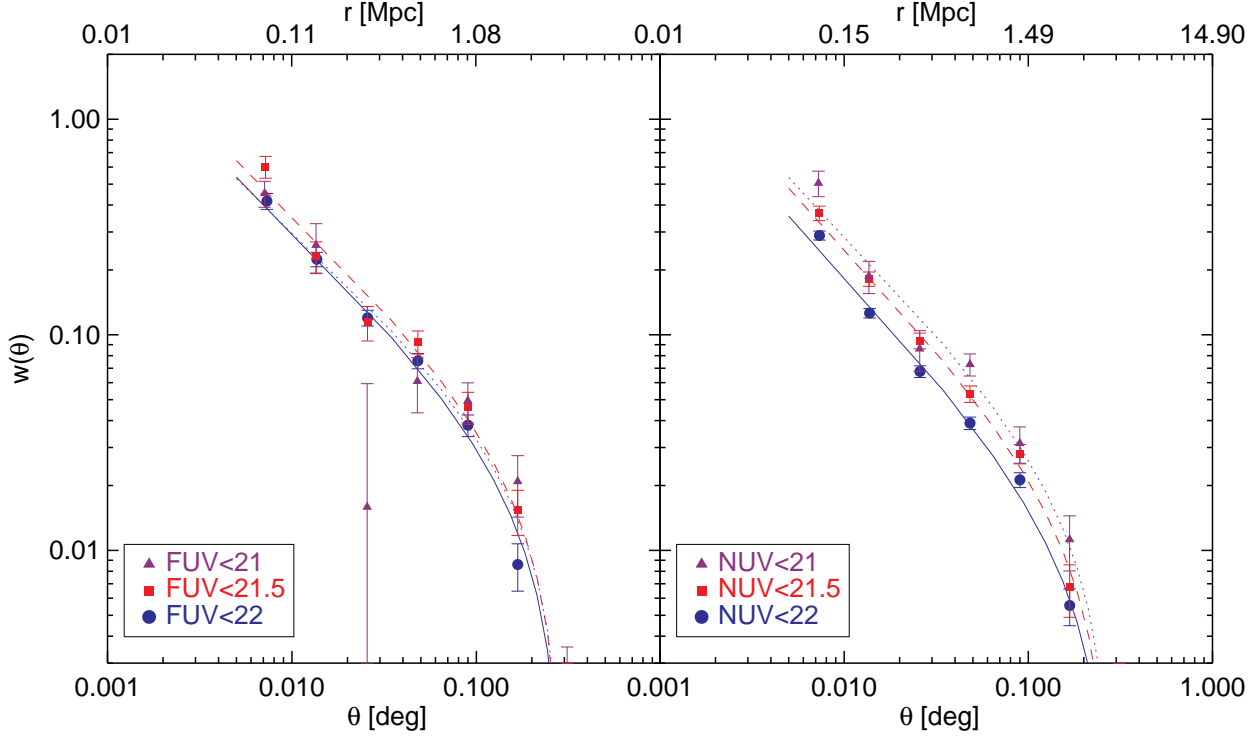 r [Mpc] r [Mpc]
0.01 0.11 1.08 0.01 0.15 1.49 14.90
1.00
0.10
0.01
w(θ)
FUV<21
FUV<21.5
FUV<22
NUV<21
NUV<21.5
NUV<22
0.001 0.010 0.100 0.001 0.010 0.100 1.000
θ [deg] θ [deg]